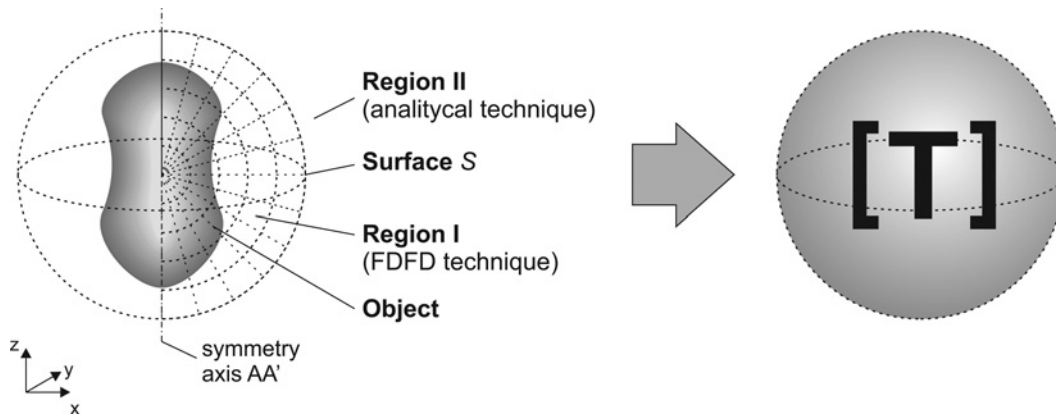 Region II
(analitycal technique)
Surface S
Region I
(FDFD technique)
Object
symmetry
axis AA'
z
y
x
[T]